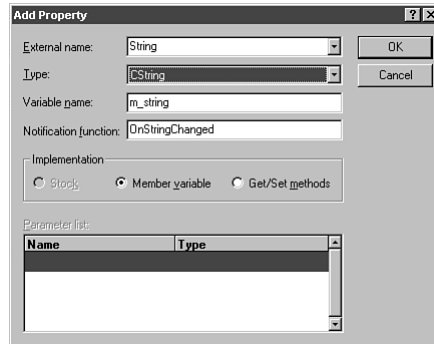 Add Property
External name: String OK
Type: CString Cancel
Variable name: m_string
Notification function: OnStringChanged
Implementation
Stock Member variable Get/Set methods
Parameter list:
Name Type